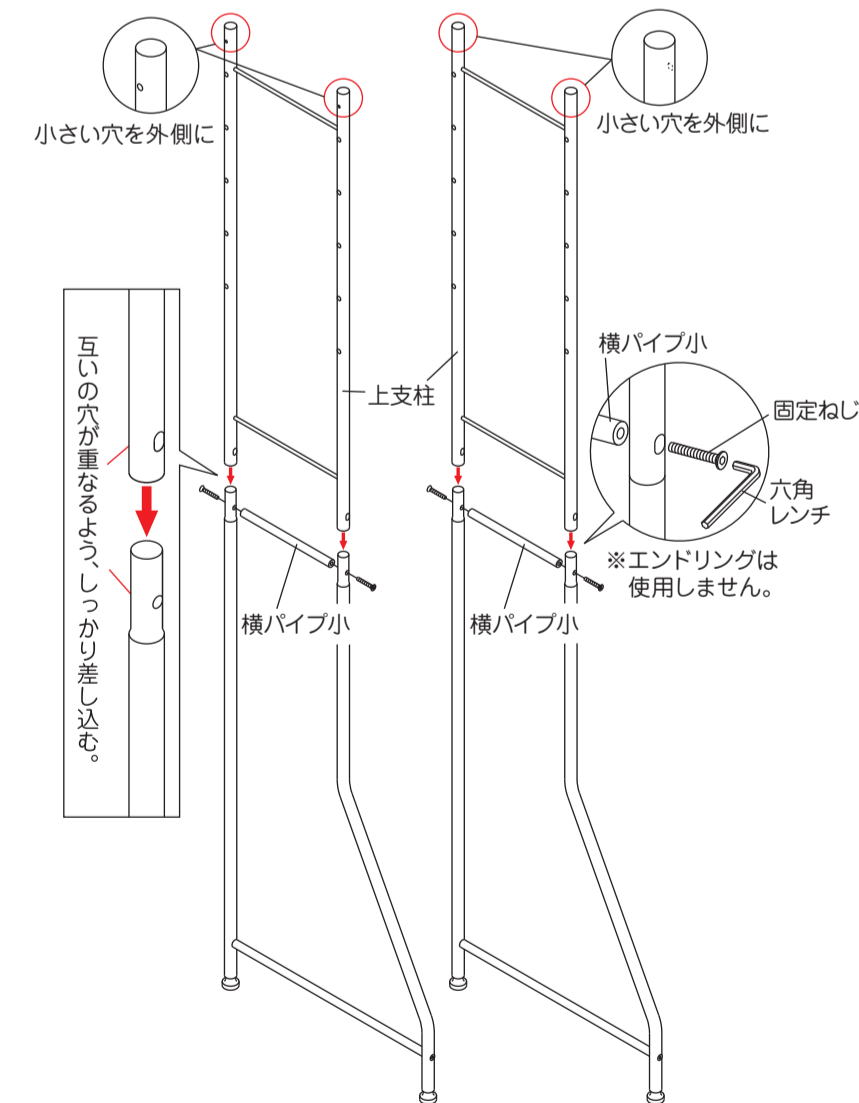 小さい穴を外側に
小さい穴を外側に
互いの穴が重なるよう、しっかり差し込む。
上支柱
横パイプ小
固定ねじ
六角
レンチ
※エンドリングは
使用しません。
横パイプ小
横パイプ小